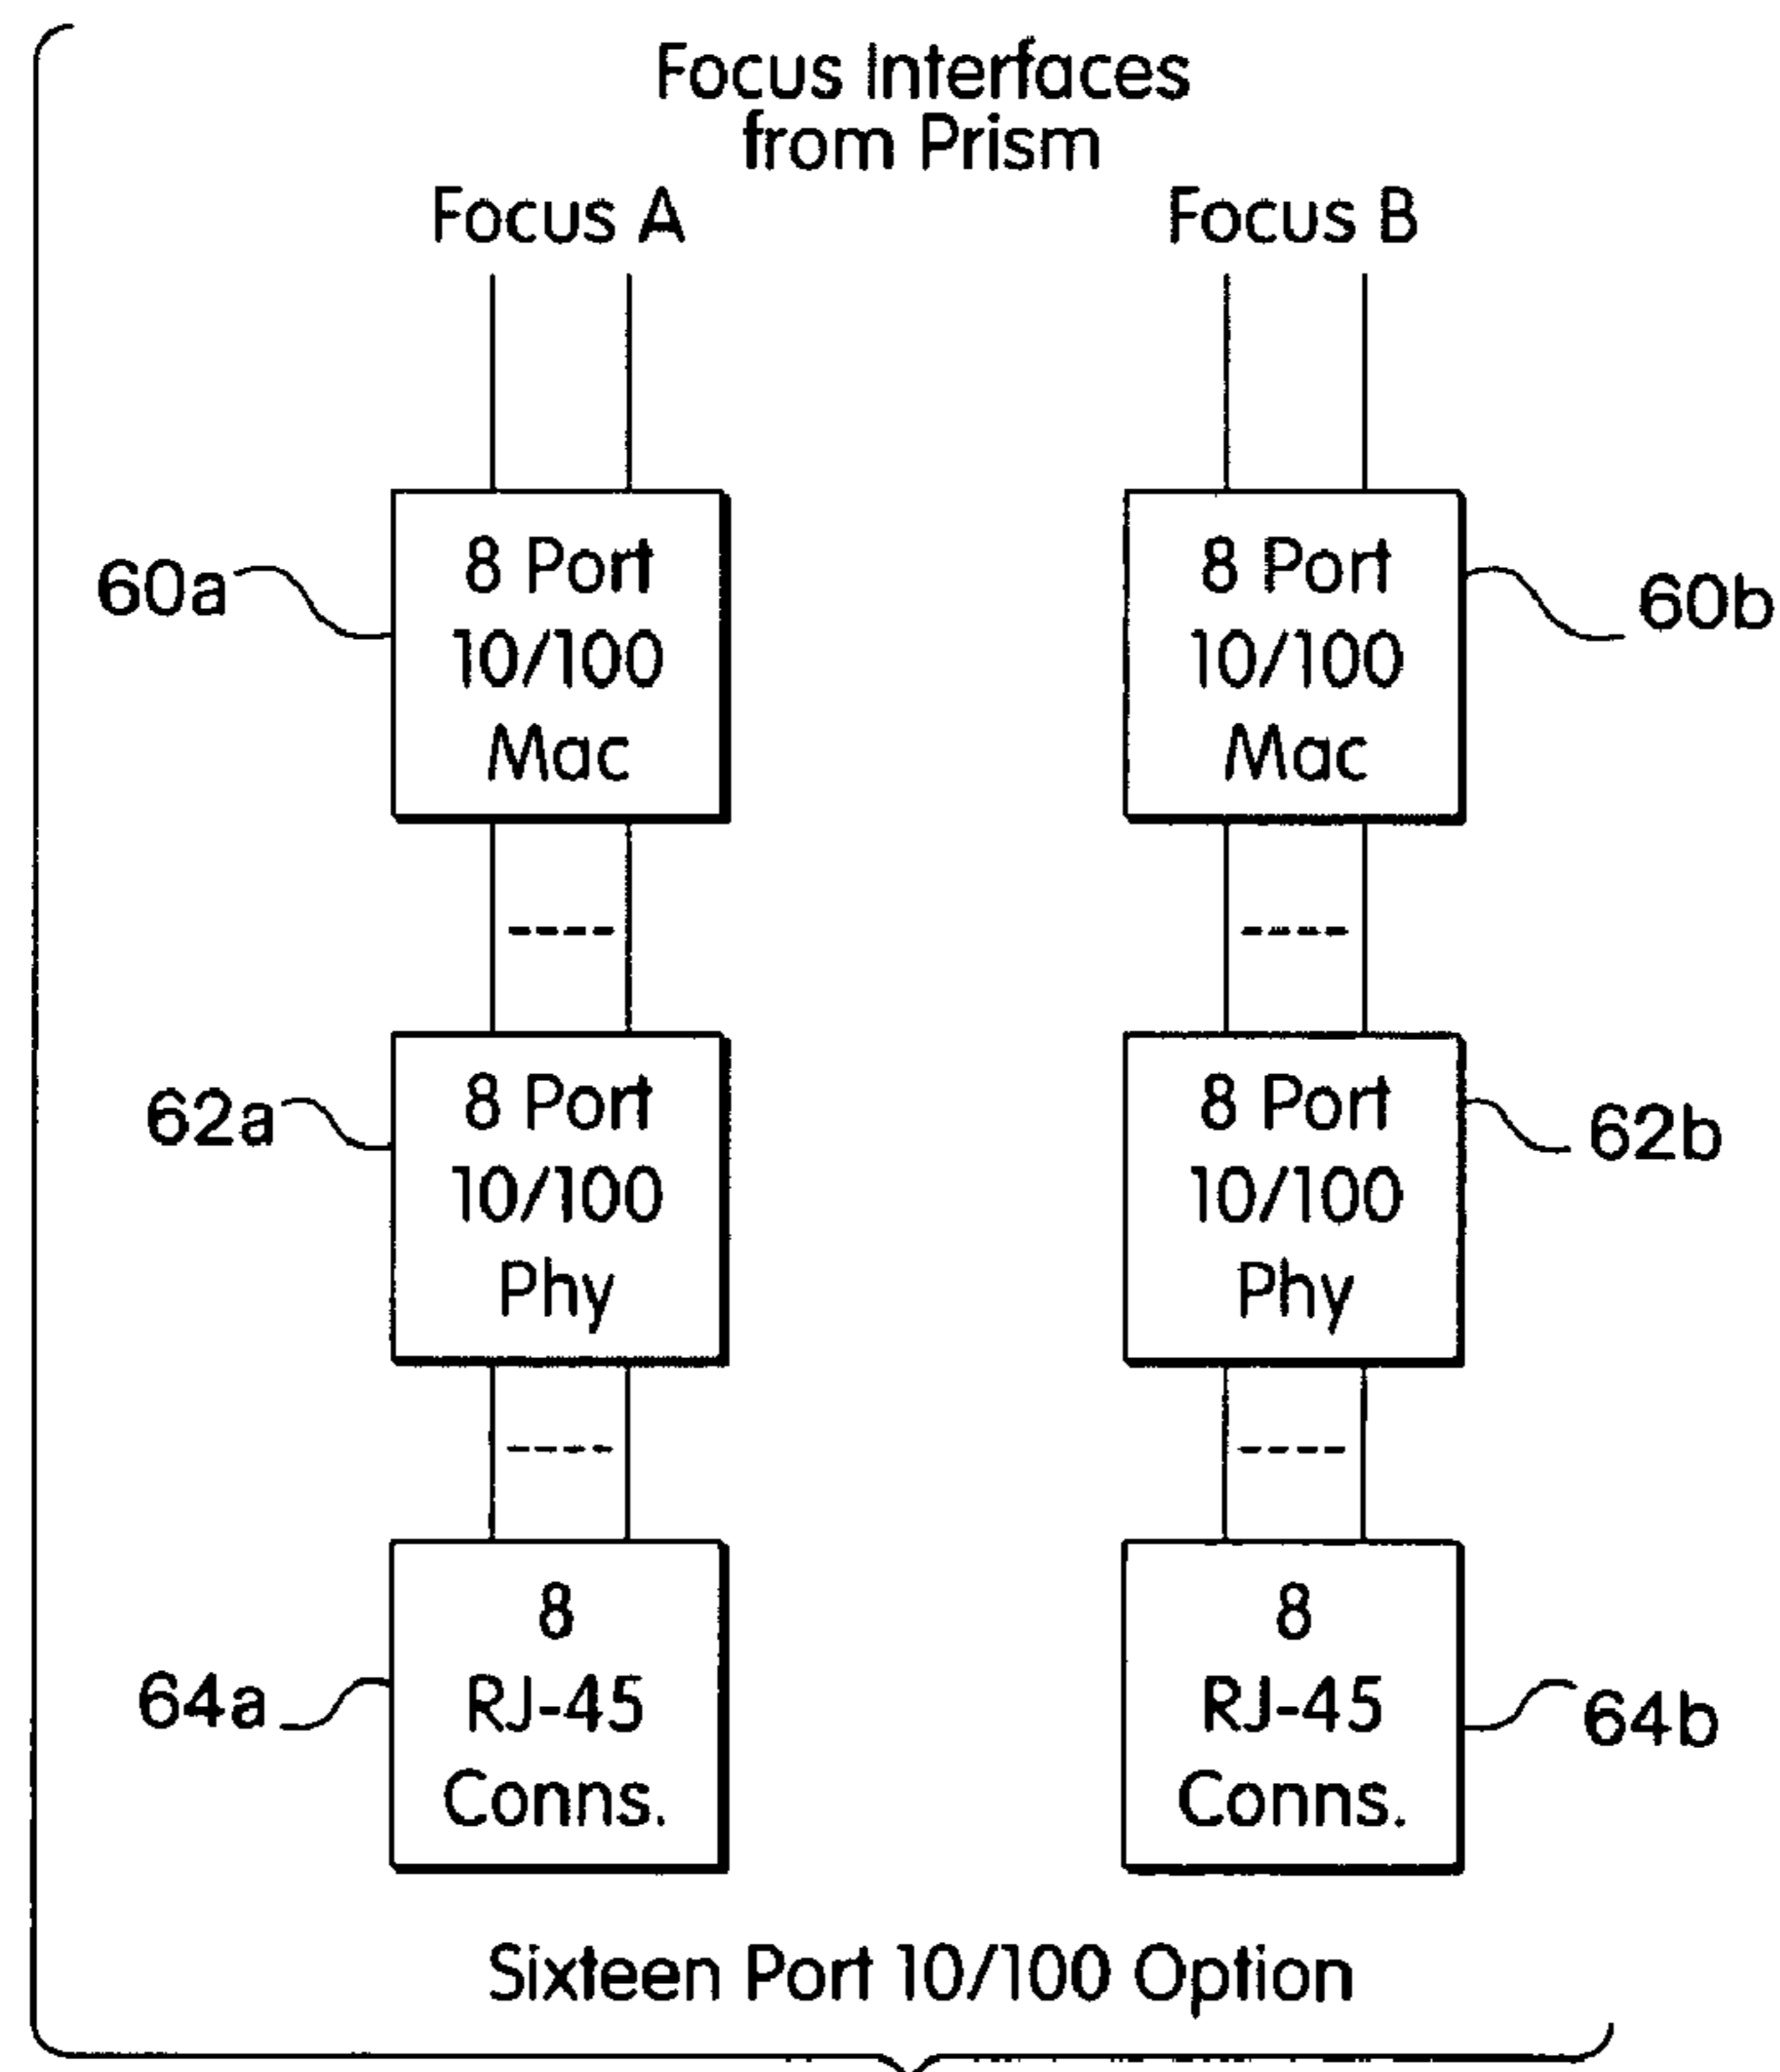 Focus Interfaces
from Prism
Focus A
Focus B
8 Port
10/100
Mac
60a
8 Port
10/100
Mac
60b
8 Port
10/100
Phy
62a
8 Port
10/100
Phy
62b
8
RJ-45
Conns.
64a
8
RJ-45
Conns.
64b
Sixteen Port 10/100 Option